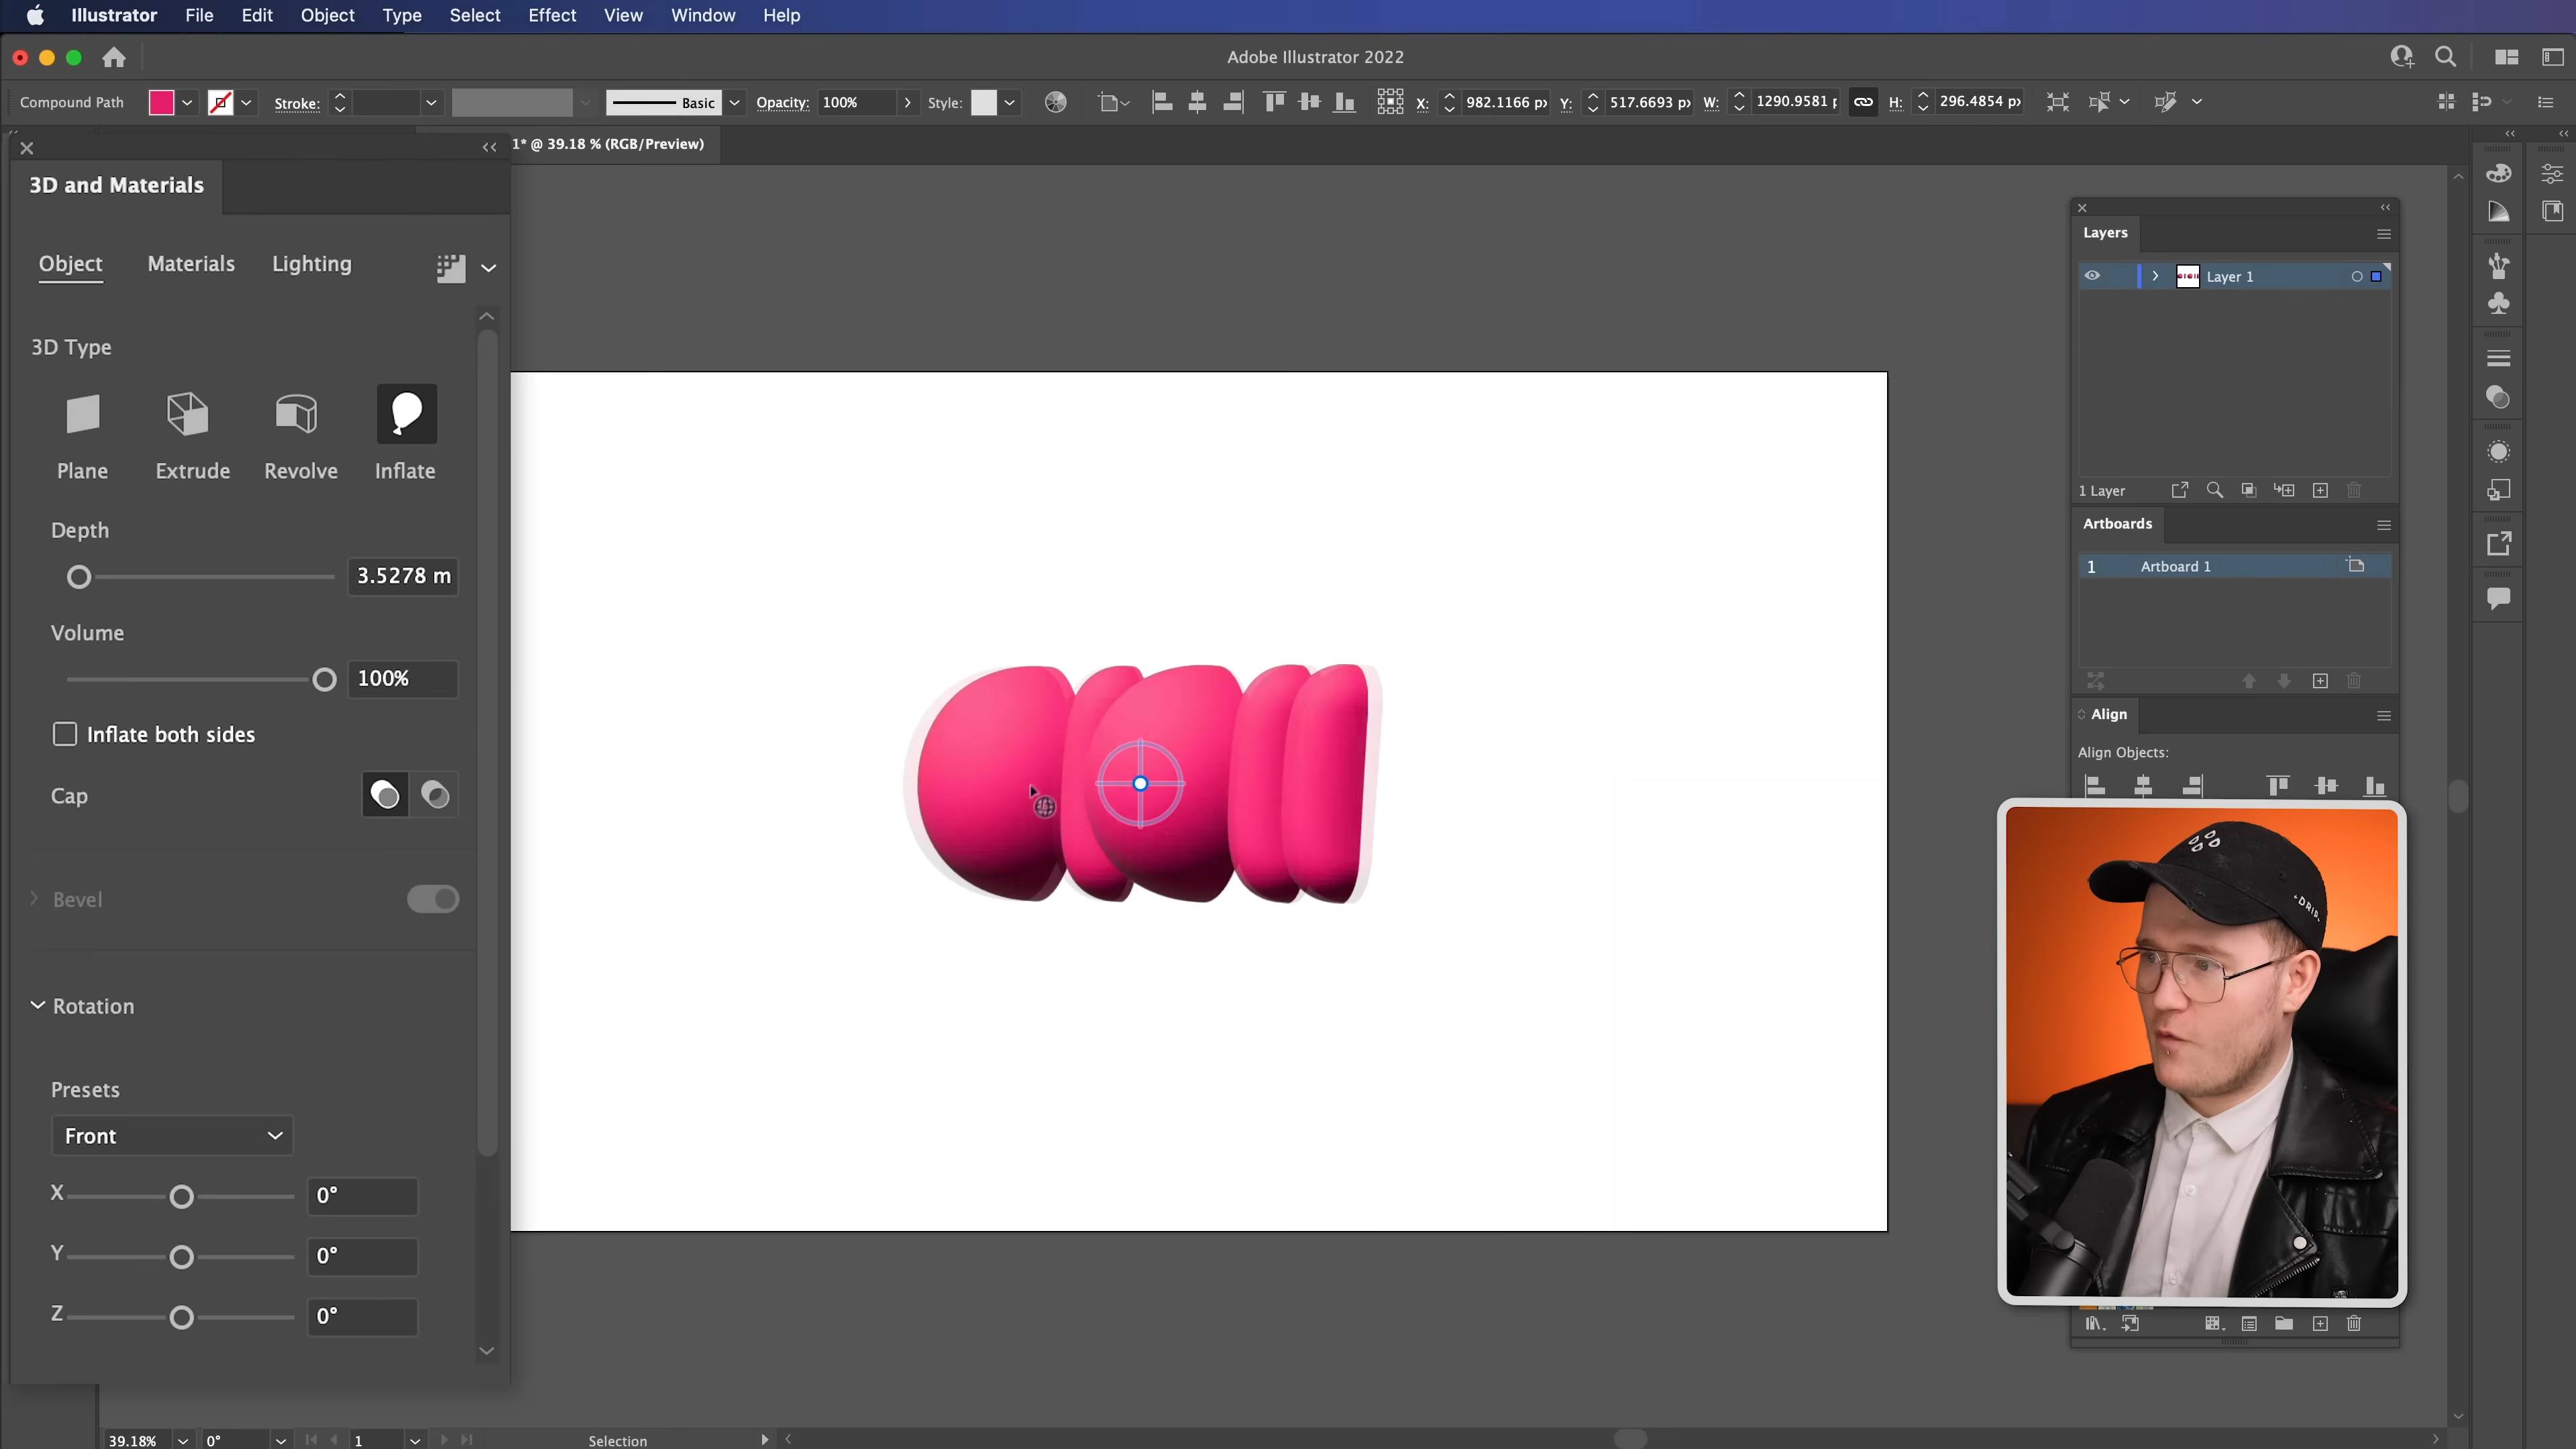 Illustrator File Edit Object Type Select Effect View Window Help
Adobe Illustrator 2022
Compound Path Stroke: Basic Opacity: 100% Style: X: 982.1166 px Y: 517.6693 px W: 1290.9581 H: 296.4854 px
1* @ 39.18 % (RGB/Preview)
3D and Materials
Object Materials Lighting
3D Type
Plane Extrude Revolve Inflate
Depth
3.5278 m
Volume
100%
Inflate both sides
Cap
Bevel
Rotation
Presets
Front
X 0°
Y 0°
Z 0°
Layers
Layer 1
1 Layer
Artboards
1 Artboard 1
Align
Align Objects:
DRIP
39.18% 0° 1 Selection